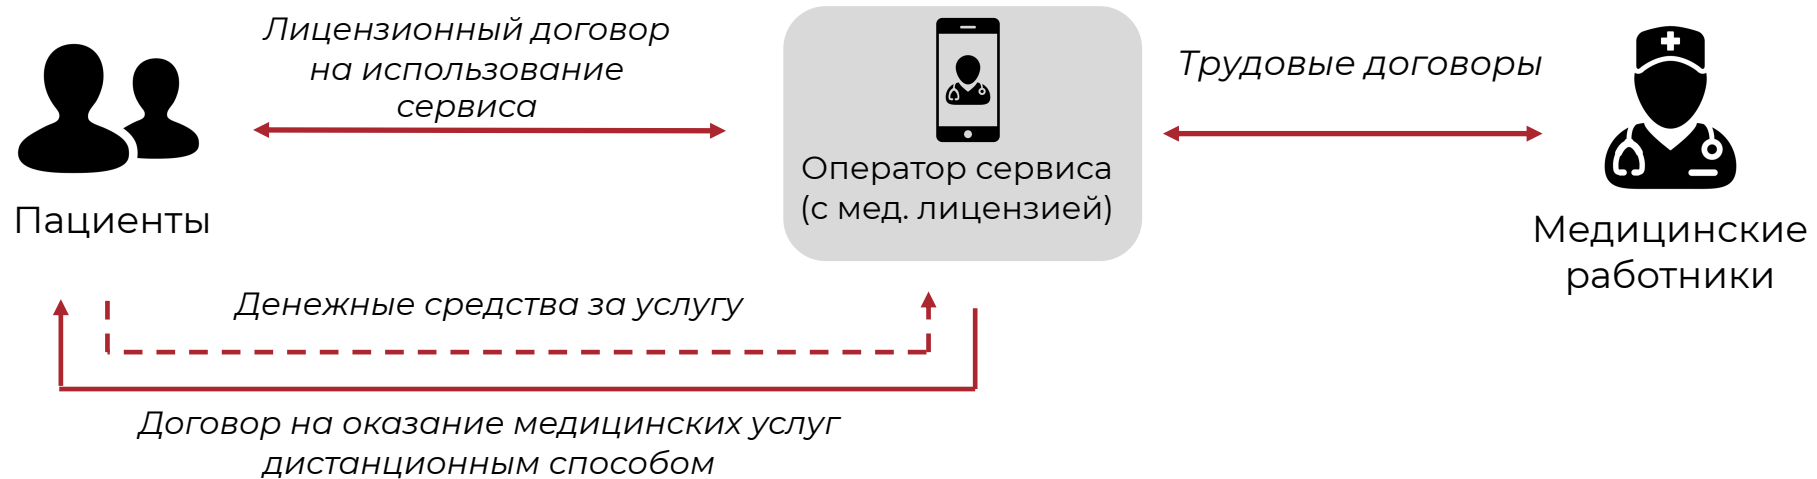 Лицензионный договор
на использование
сервиса
Трудовые договоры
Оператор сервиса
(с мед. лицензией)
Пациенты
Медицинские
работники
Денежные средства за услугу
Договор на оказание медицинских услуг
дистанционным способом